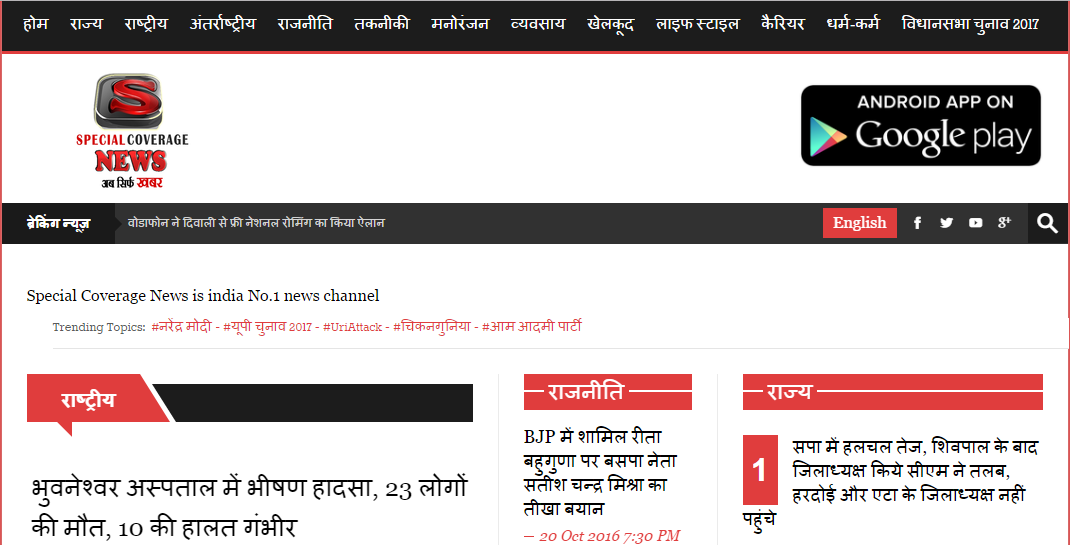 होम राज्य राष्ट्रीय अंतर्राष्ट्रीय राजनीति तकनीकी मनोरंजन व्यवसाय खेलकूद लाइफ स्टाइल कैरियर धर्म-कर्म विधानसभा चुनाव 2017
S
SPECIAL COVERAGE
NEWS
अब सिर्फ खबर
ANDROID APP ON
Google play
ब्रेकिंग न्यूज़ वोडाफोन ने दिवाली से फ्री नेशनल रोमिंग का किया ऐलान English
Special Coverage News is india No.1 news channel
Trending Topics: #नरेंद्र मोदी - #यूपी चुनाव 2017 - #UriAttack - #चिकनगुनिया - #आम आदमी पार्टी
राष्ट्रीय
भुवनेश्वर अस्पताल में भीषण हादसा, 23 लोगों
की मौत, 10 की हालत गंभीर
राजनीति
BJP में शामिल रीता
बहुगुणा पर बसपा नेता
सतीश चन्द्र मिश्रा का
तीखा बयान
— 20 Oct 2016 7:30 PM
राज्य
1
सपा में हलचल तेज, शिवपाल के बाद
जिलाध्यक्ष किये सीएम ने तलब,
हरदोई और एटा के जिलाध्यक्ष नहीं
पहुंचे